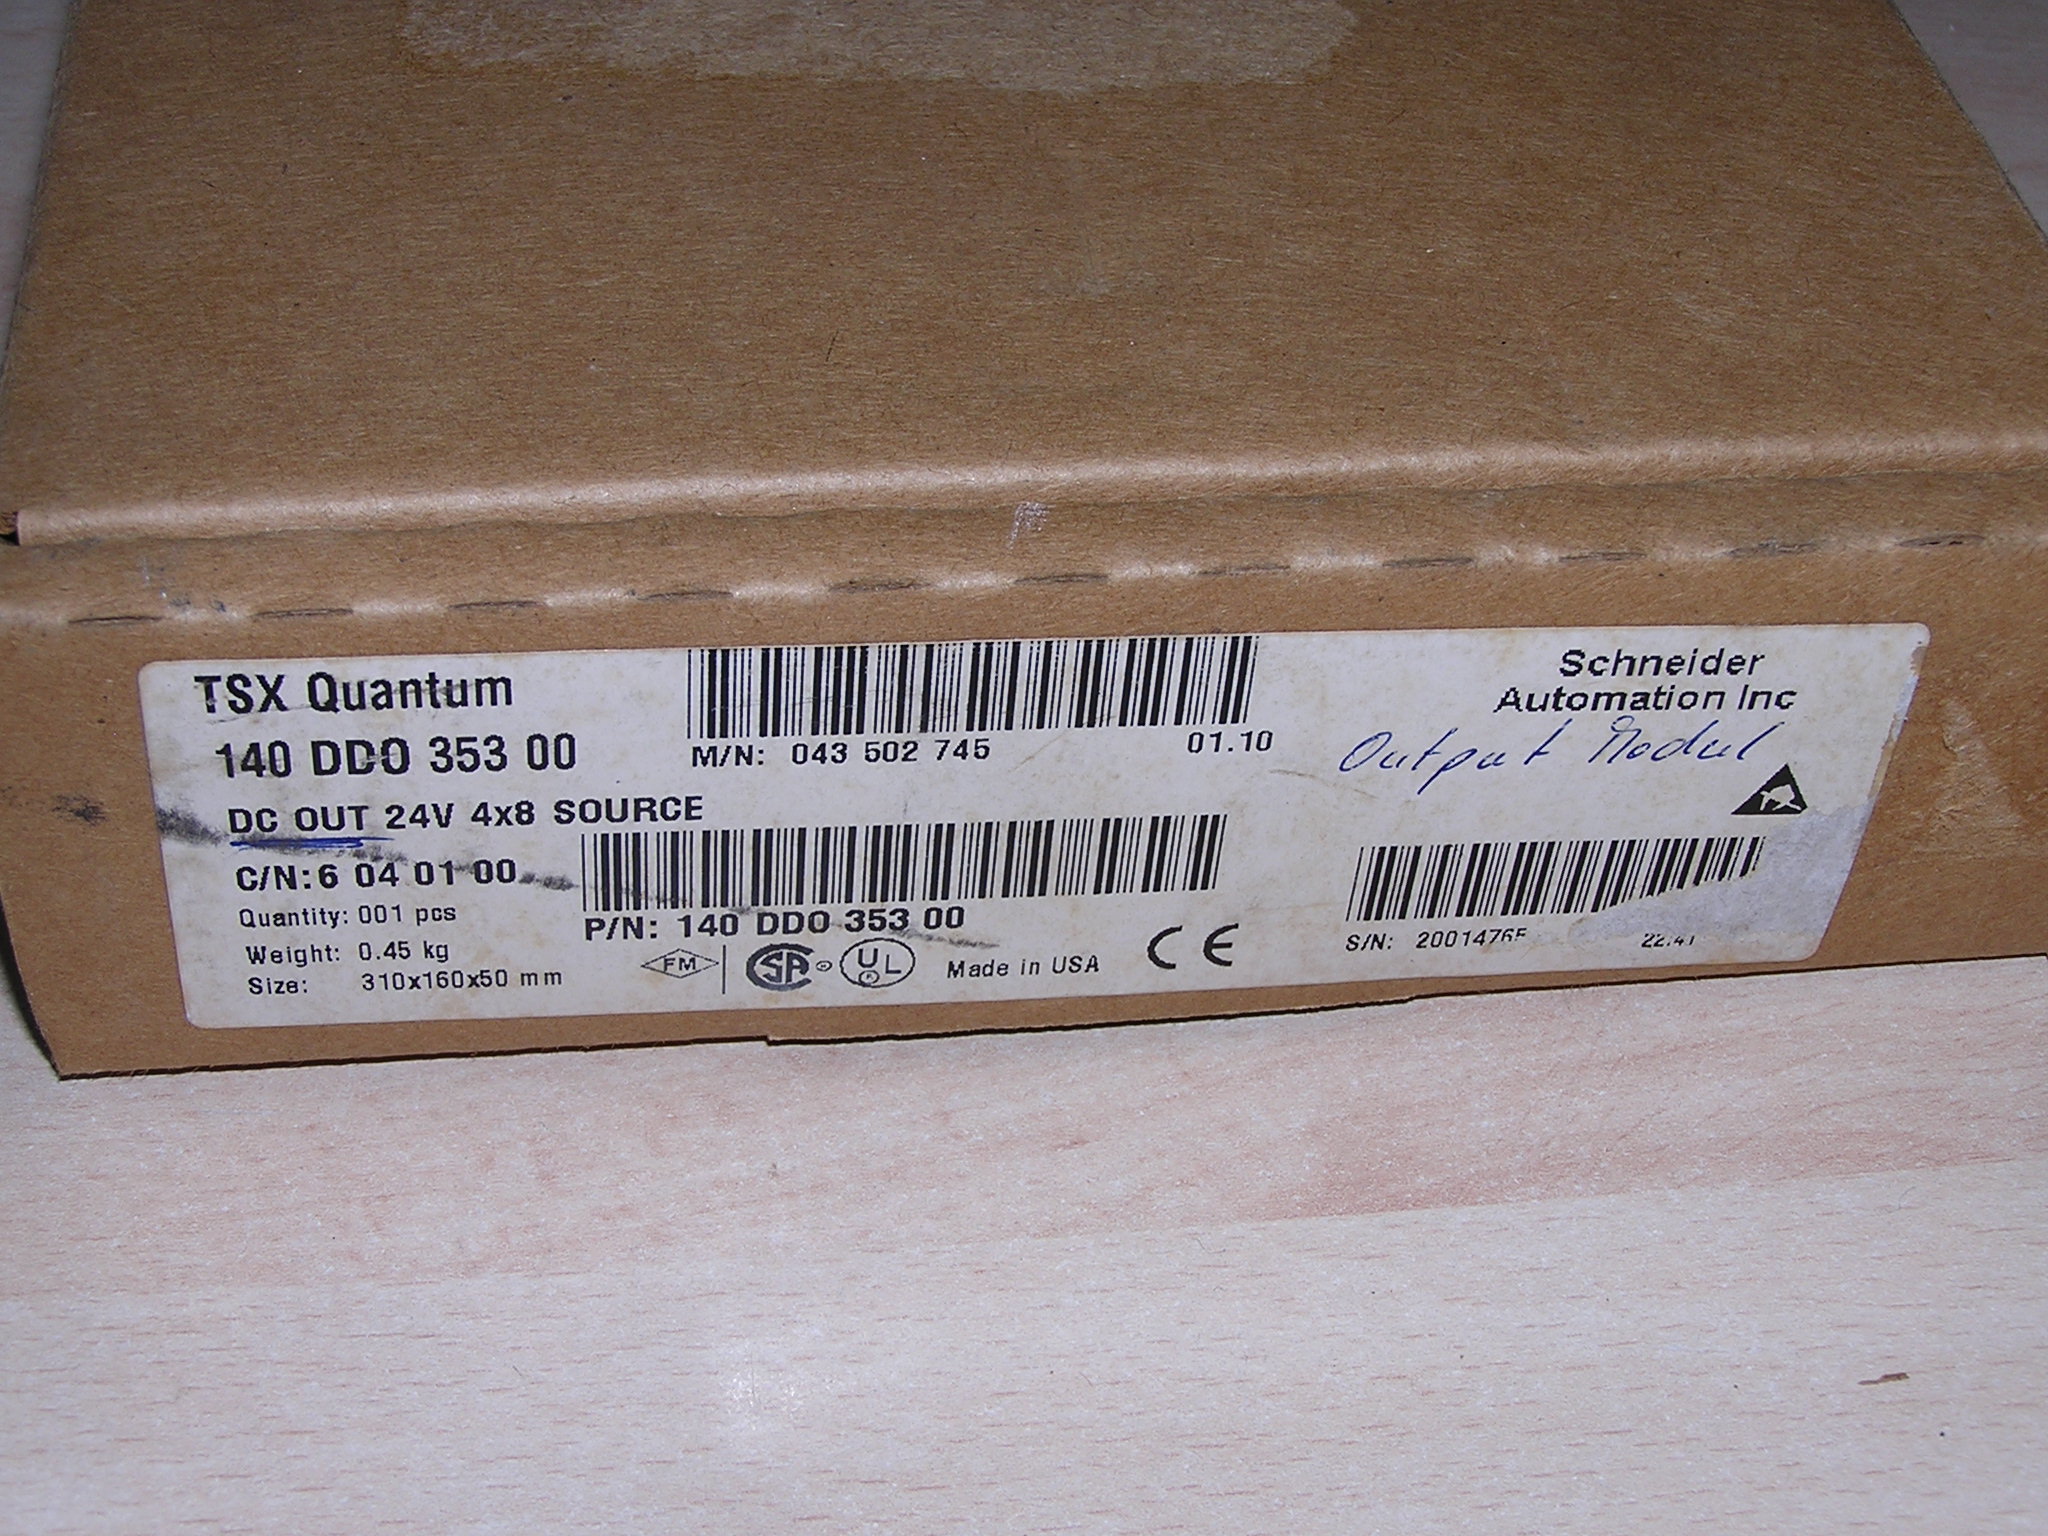 TSX Quantum
140 DDO 353 00
DC OUT 24V 4x8 SOURCE
C/N:6 04 01 00
Quantity: 001 pcs
Weight: 0.45 kg
Size: 310x160x50 mm
M/N: 043 502 745 01.10
P/N: 140 DDO 353 00
FM
CSA ® UL ®
Made in USA
CE
Schneider
Automation Inc
Output Modul
S/N: